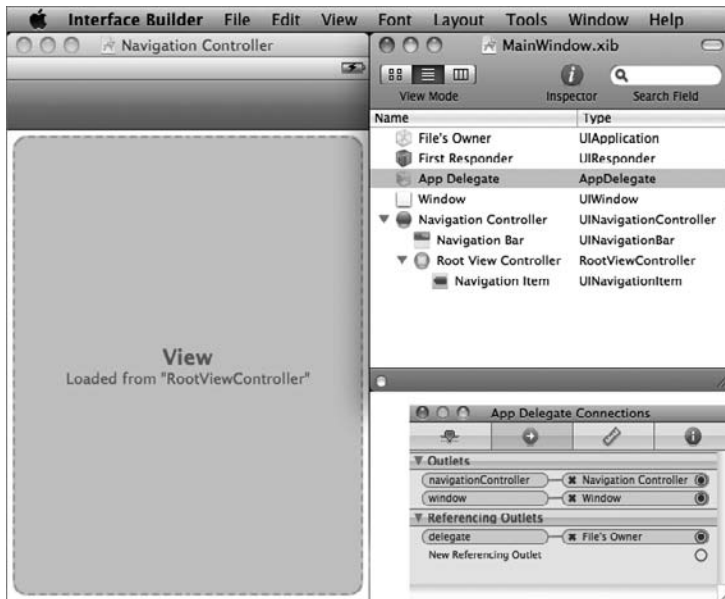 Interface Builder File Edit View Font Layout Tools Window Help
Navigation Controller
View
Loaded from "RootViewController"
MainWindow.xib
View Mode Inspector Search Field
Name Type
File's Owner UIApplication
First Responder UIResponder
App Delegate AppDelegate
Window UIWindow
Navigation Controller UINavigationController
Navigation Bar UINavigationBar
Root View Controller RootViewController
Navigation Item UINavigationItem
App Delegate Connections
Outlets
navigationController Navigation Controller
window Window
Referencing Outlets
delegate File's Owner
New Referencing Outlet